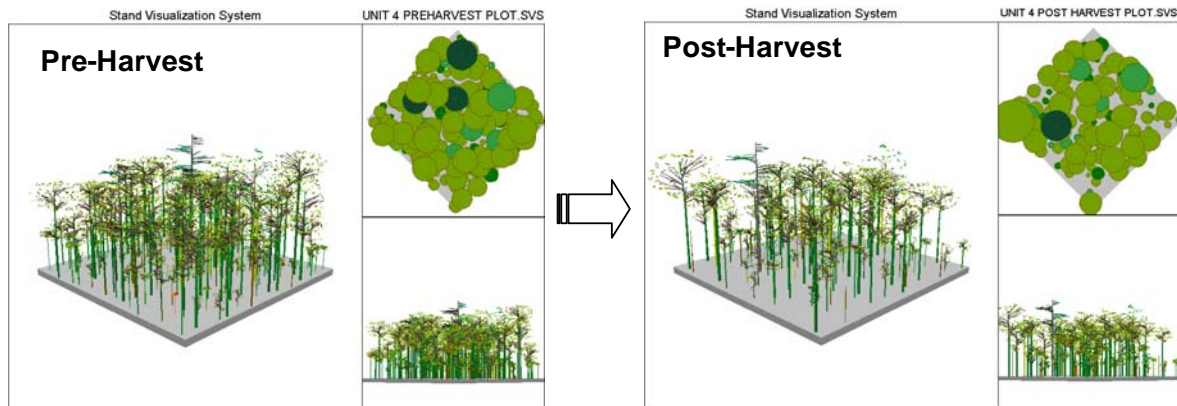 Stand Visualization System
UNIT 4 PREHARVEST PLOT.SVS
Pre-Harvest
Stand Visualization System
UNIT 4 POST HARVEST PLOT.SVS
Post-Harvest